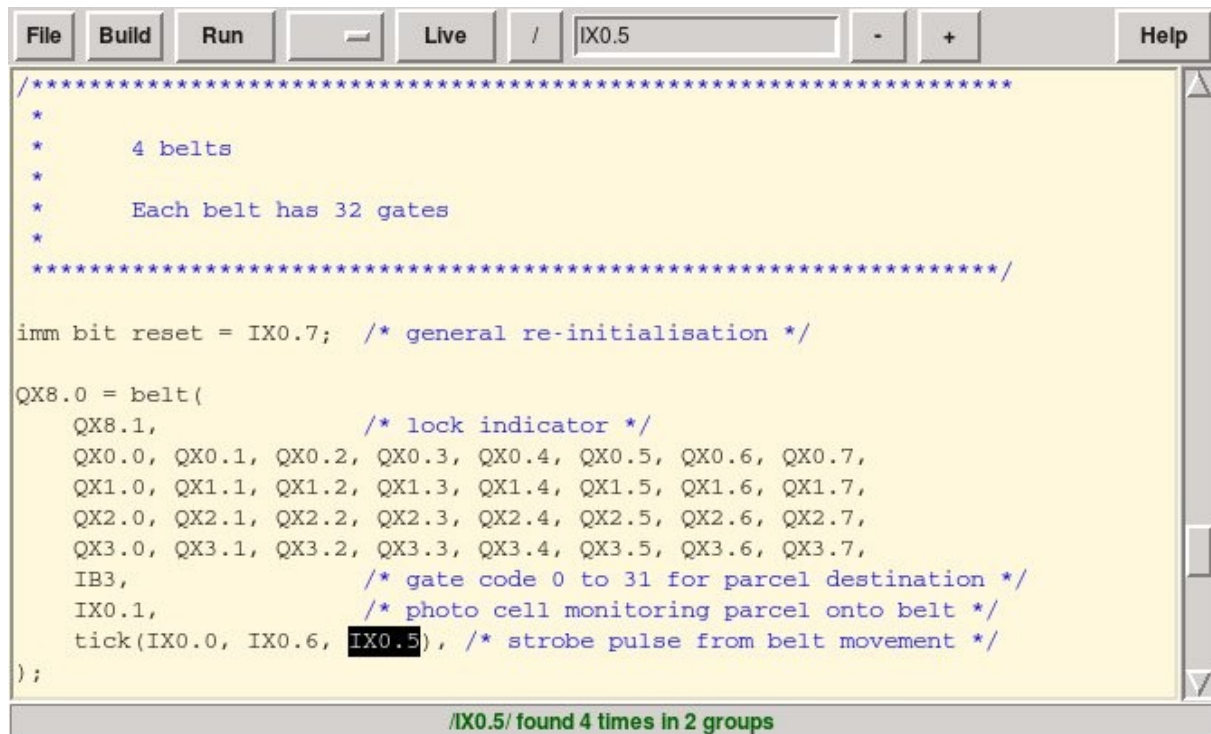 File Build Run Live / IX0.5 - + Help
/********************************************************************
 *
 *      4 belts
 *
 *      Each belt has 32 gates
 *
 *******************************************************************/
imm bit reset = IX0.7;  /* general re-initialisation */
QX8.0 = belt(
    QX8.1,              /* lock indicator */
    QX0.0, QX0.1, QX0.2, QX0.3, QX0.4, QX0.5, QX0.6, QX0.7,
    QX1.0, QX1.1, QX1.2, QX1.3, QX1.4, QX1.5, QX1.6, QX1.7,
    QX2.0, QX2.1, QX2.2, QX2.3, QX2.4, QX2.5, QX2.6, QX2.7,
    QX3.0, QX3.1, QX3.2, QX3.3, QX3.4, QX3.5, QX3.6, QX3.7,
    IB3,                /* gate code 0 to 31 for parcel destination */
    IX0.1,              /* photo cell monitoring parcel onto belt */
    tick(IX0.0, IX0.6, IX0.5), /* strobe pulse from belt movement */
);
/IX0.5/ found 4 times in 2 groups